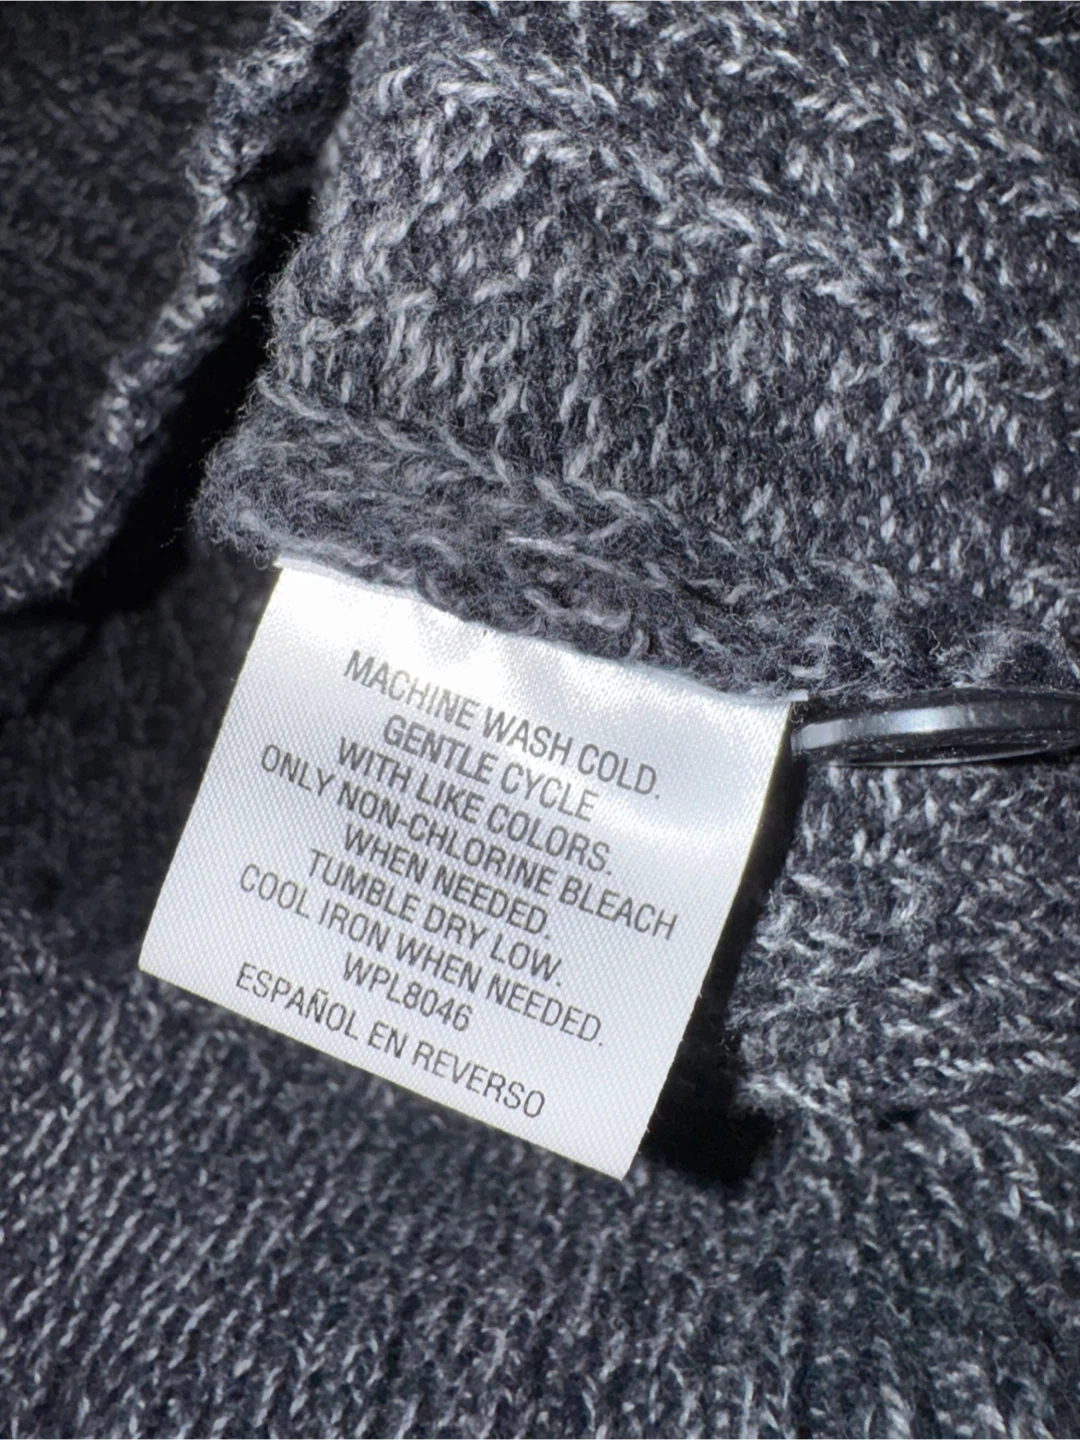 MACHINE WASH COLD.
GENTLE CYCLE
WITH LIKE COLORS.
ONLY NON-CHLORINE BLEACH
WHEN NEEDED.
TUMBLE DRY LOW.
COOL IRON WHEN NEEDED.
WPL8046
ESPAÑOL EN REVERSO